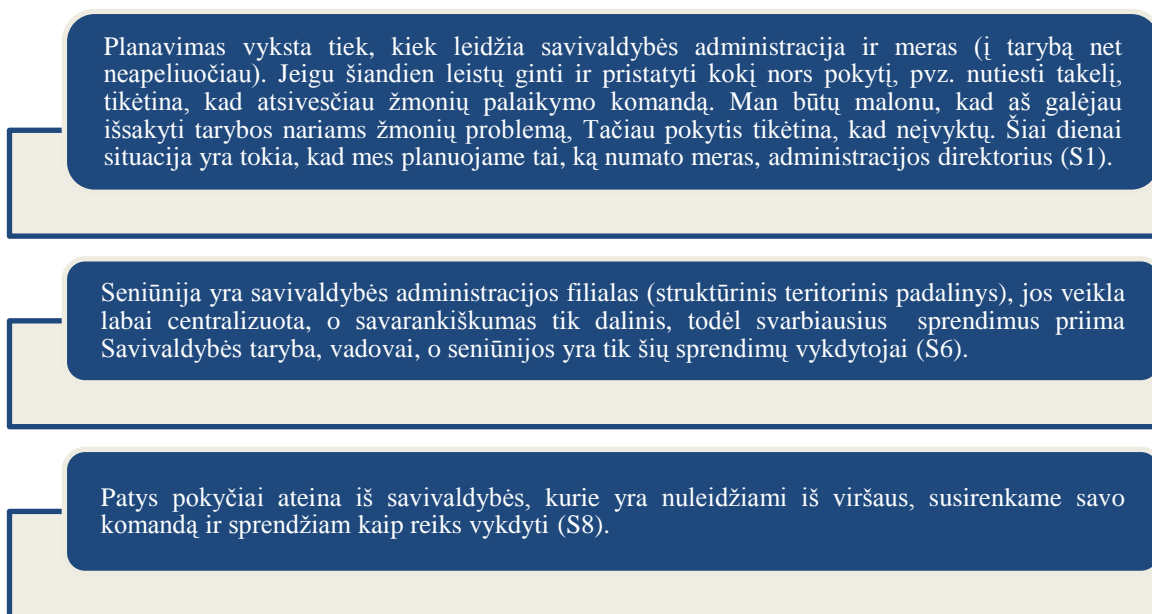 Planavimas vyksta tiek, kiek leidžia savivaldybės administracija ir meras (į tarybą net
neapeliuočiau). Jeigu šiandien leistų ginti ir pristatyti kokį nors pokytį, pvz. nutiesti takelį,
tikėtina, kad atsivesčiau žmonių palaikymo komandą. Man būtų malonu, kad aš galėjau
išsakyti tarybos nariams žmonių problemą, Tačiau pokytis tikėtina, kad neįvyktų. Šiai dienai
situacija yra tokia, kad mes planuojame tai, ką numato meras, administracijos direktorius (S1).
Seniūnija yra savivaldybės administracijos filialas (struktūrinis teritorinis padalinys), jos veikla
labai centralizuota, o savarankiškumas tik dalinis, todėl svarbiausius sprendimus priima
Savivaldybės taryba, vadovai, o seniūnijos yra tik šių sprendimų vykdytojai (S6).
Patys pokyčiai ateina iš savivaldybės, kurie yra nuleidžiami iš viršaus, susirenkame savo
komandą ir sprendžiam kaip reiks vykdyti (S8).